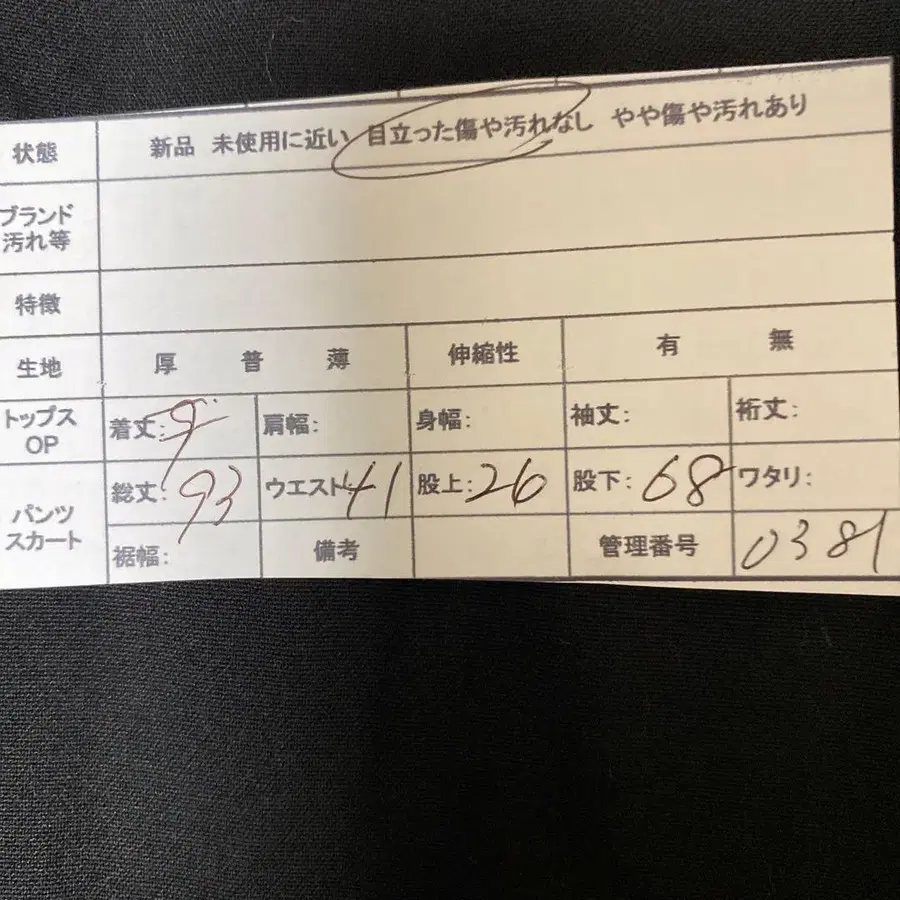 状態 新品 未使用に近い 目立った傷や汚れなし やや傷や汚れあり
ブランド
汚れ等
特徴
生地 厚 普 薄 伸縮性 有 無
トップス
OP
着丈: 肩幅: 身幅: 袖丈: 裄丈:
パンツ
スカート
総丈: 93 ウエスト: 41 股上: 26 股下: 68 ワタリ:
裾幅: 備考 管理番号 0381